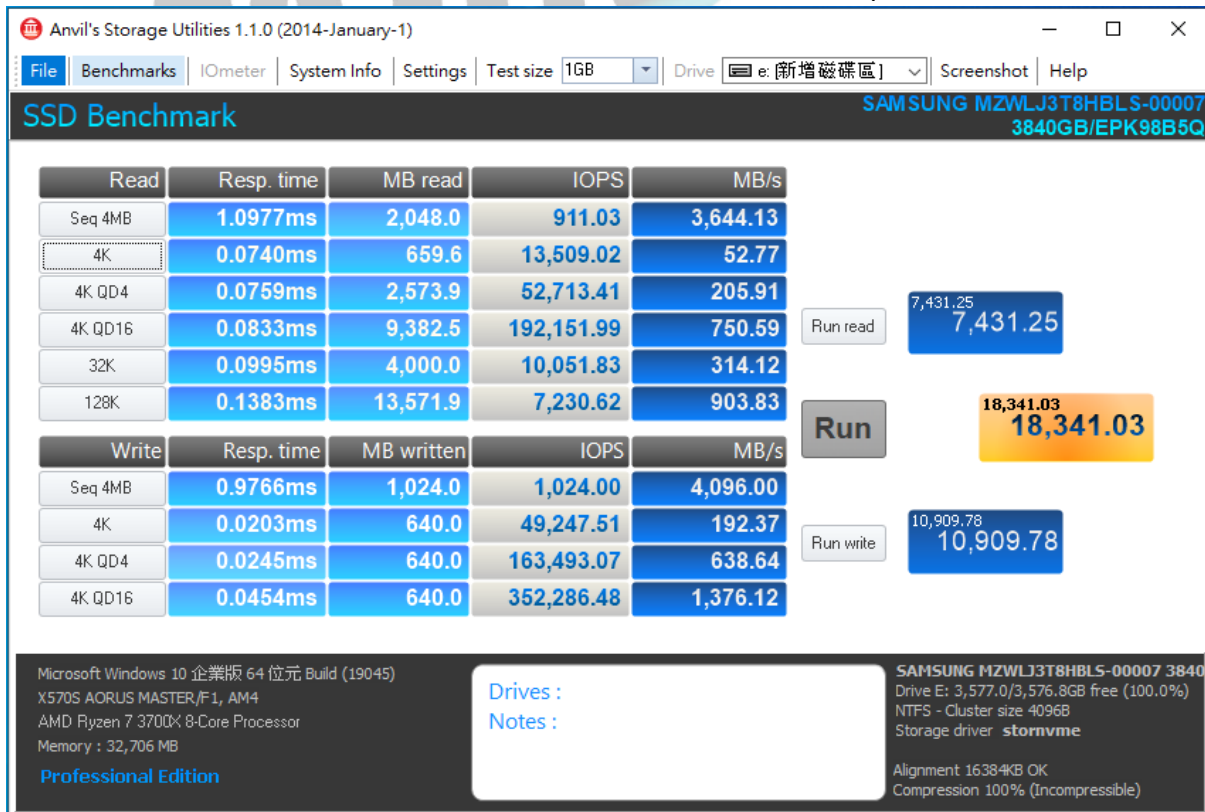 Anvil's Storage Utilities 1.1.0 (2014-January-1)
File Benchmarks IOmeter System Info Settings Test size 1GB Drive e: [新增磁碟區] Screenshot Help
SSD Benchmark
SAMSUNG MZWLJ3T8HBLS-00007
3840GB/EPK98B5Q
Read Resp. time MB read IOPS MB/s
Seq 4MB 1.0977ms 2,048.0 911.03 3,644.13
4K 0.0740ms 659.6 13,509.02 52.77
4K QD4 0.0759ms 2,573.9 52,713.41 205.91
4K QD16 0.0833ms 9,382.5 192,151.99 750.59
32K 0.0995ms 4,000.0 10,051.83 314.12
128K 0.1383ms 13,571.9 7,230.62 903.83
Run read
7,431.25
7,431.25
Run
18,341.03
18,341.03
Write Resp. time MB written IOPS MB/s
Seq 4MB 0.9766ms 1,024.0 1,024.00 4,096.00
4K 0.0203ms 640.0 49,247.51 192.37
4K QD4 0.0245ms 640.0 163,493.07 638.64
4K QD16 0.0454ms 640.0 352,286.48 1,376.12
Run write
10,909.78
10,909.78
Microsoft Windows 10 企業版 64 位元 Build (19045)
X570S AORUS MASTER/F1, AM4
AMD Ryzen 7 3700X 8-Core Processor
Memory : 32,706 MB
Professional Edition
Drives :
Notes :
SAMSUNG MZWLJ3T8HBLS-00007 3840
Drive E: 3,577.0/3,576.8GB free (100.0%)
NTFS - Cluster size 4096B
Storage driver stornvme
Alignment 16384KB OK
Compression 100% (Incompressible)